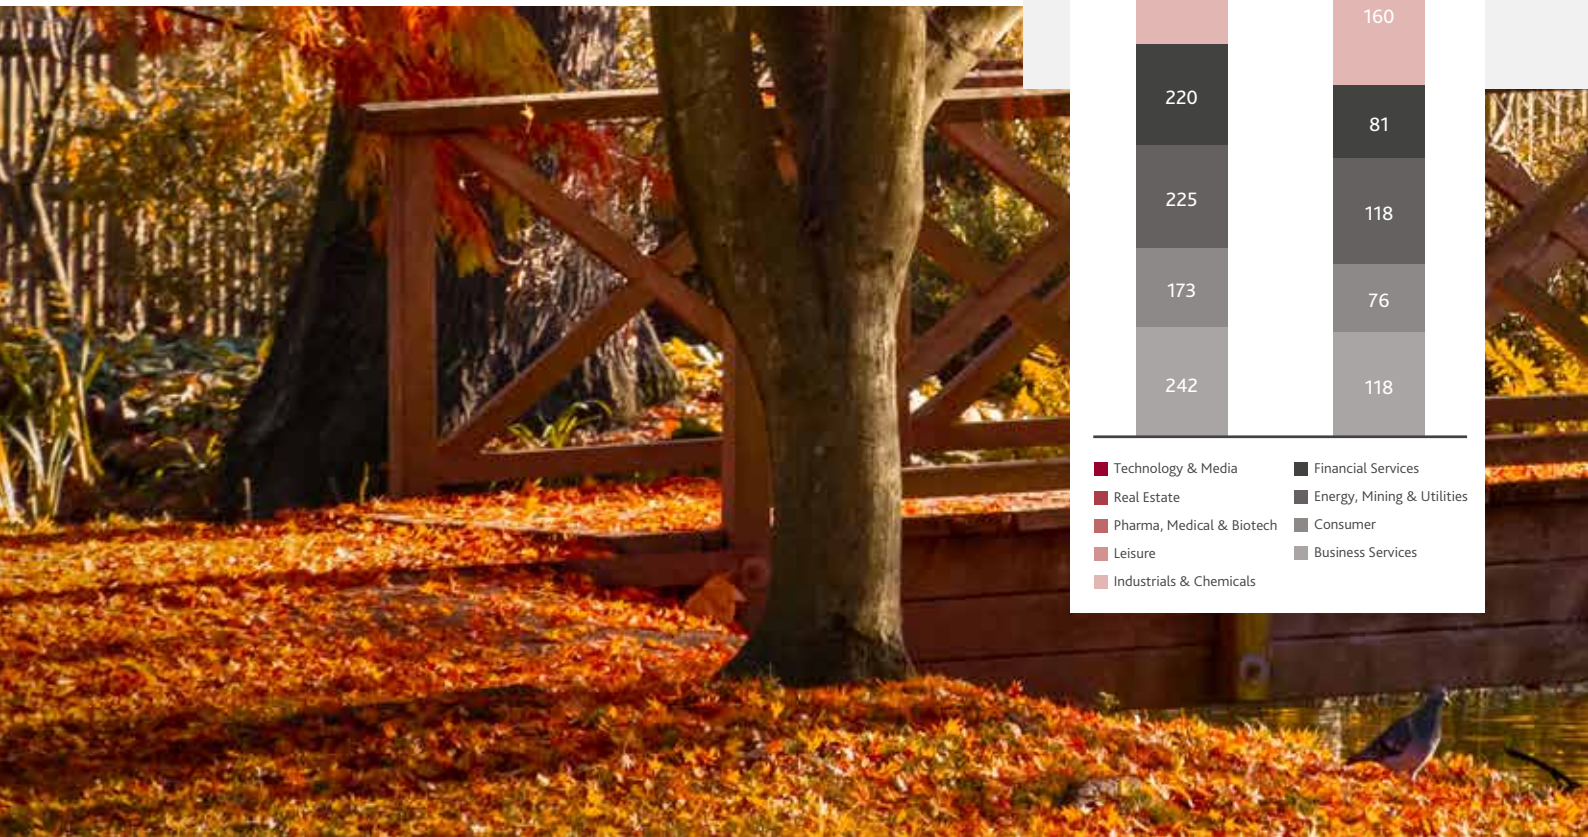 160
220
81
225
118
173
76
242
118
Technology & Media
Real Estate
Pharma, Medical & Biotech
Leisure
Industrials & Chemicals
Financial Services
Energy, Mining & Utilities
Consumer
Business Services